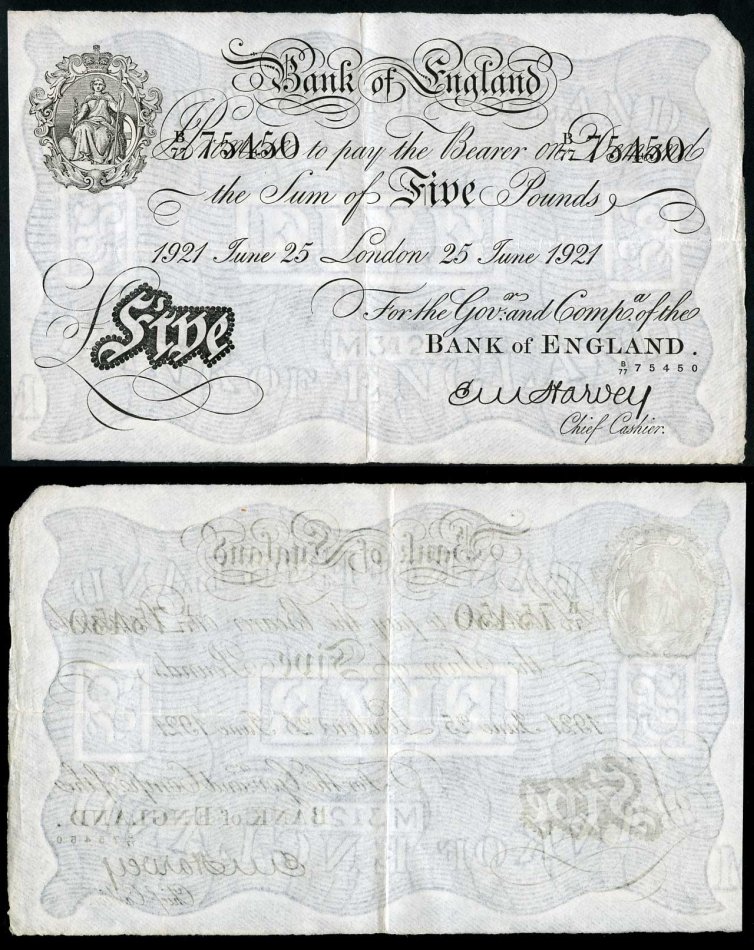 Bank of England
B/77 75450 B/77 75450
I Promise to pay the Bearer on Demand
the Sum of Five Pounds
1921 June 25 London 25 June 1921
For the Gov.r and Comp.a of the
BANK of ENGLAND.
B/77 75450
£Five
E M Harvey
Chief Cashier.